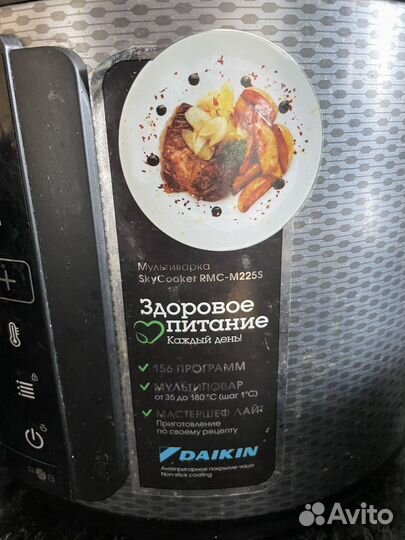 Мультиварка
SkyCooker RMC-M225S
Здоровое
питание
Каждый день!
156 ПРОГРАММ
МУЛЬТИПОВАР
от 35 до 180 °С (шаг 1°С)
МАСТЕРШЕФ ЛАЙТ
Приготовление
по своему рецепту
DAIKIN
Антипригарное покрытие чаши
Non-stick coating
Avito